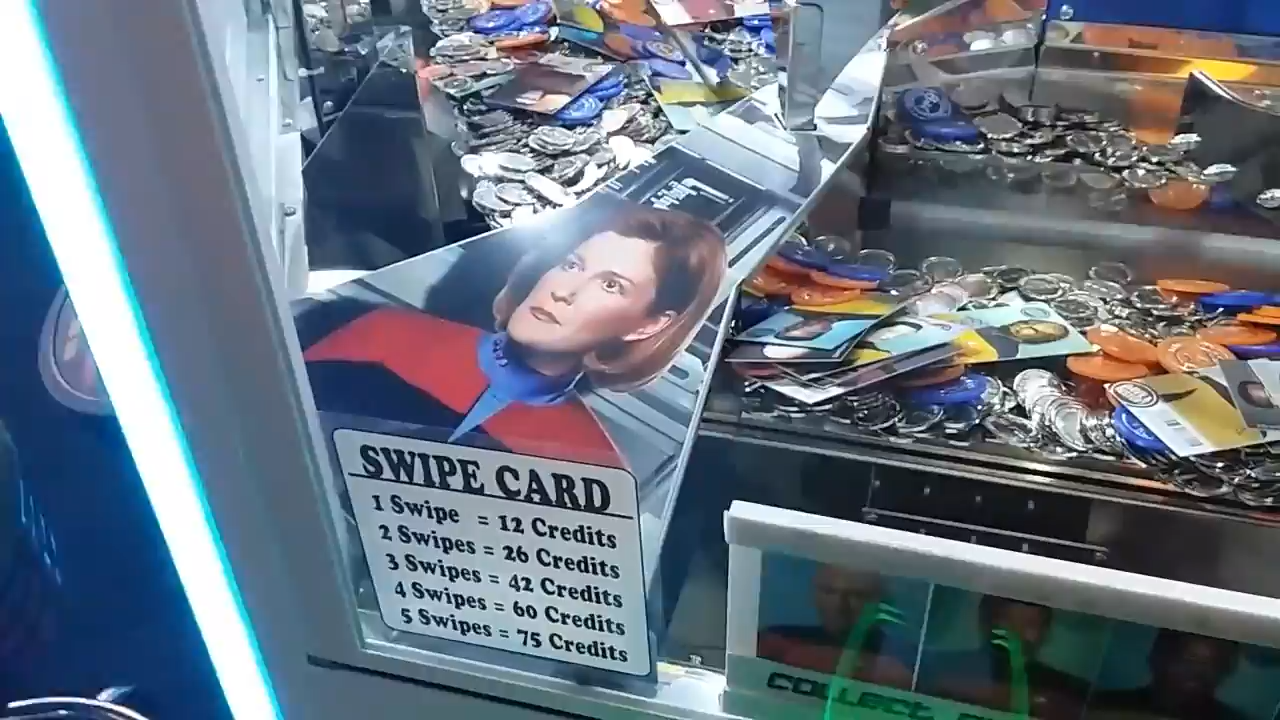 SWIPE CARD
1 Swipe = 12 Credits
2 Swipes = 26 Credits
3 Swipes = 42 Credits
4 Swipes = 60 Credits
5 Swipes = 75 Credits
COLLECT